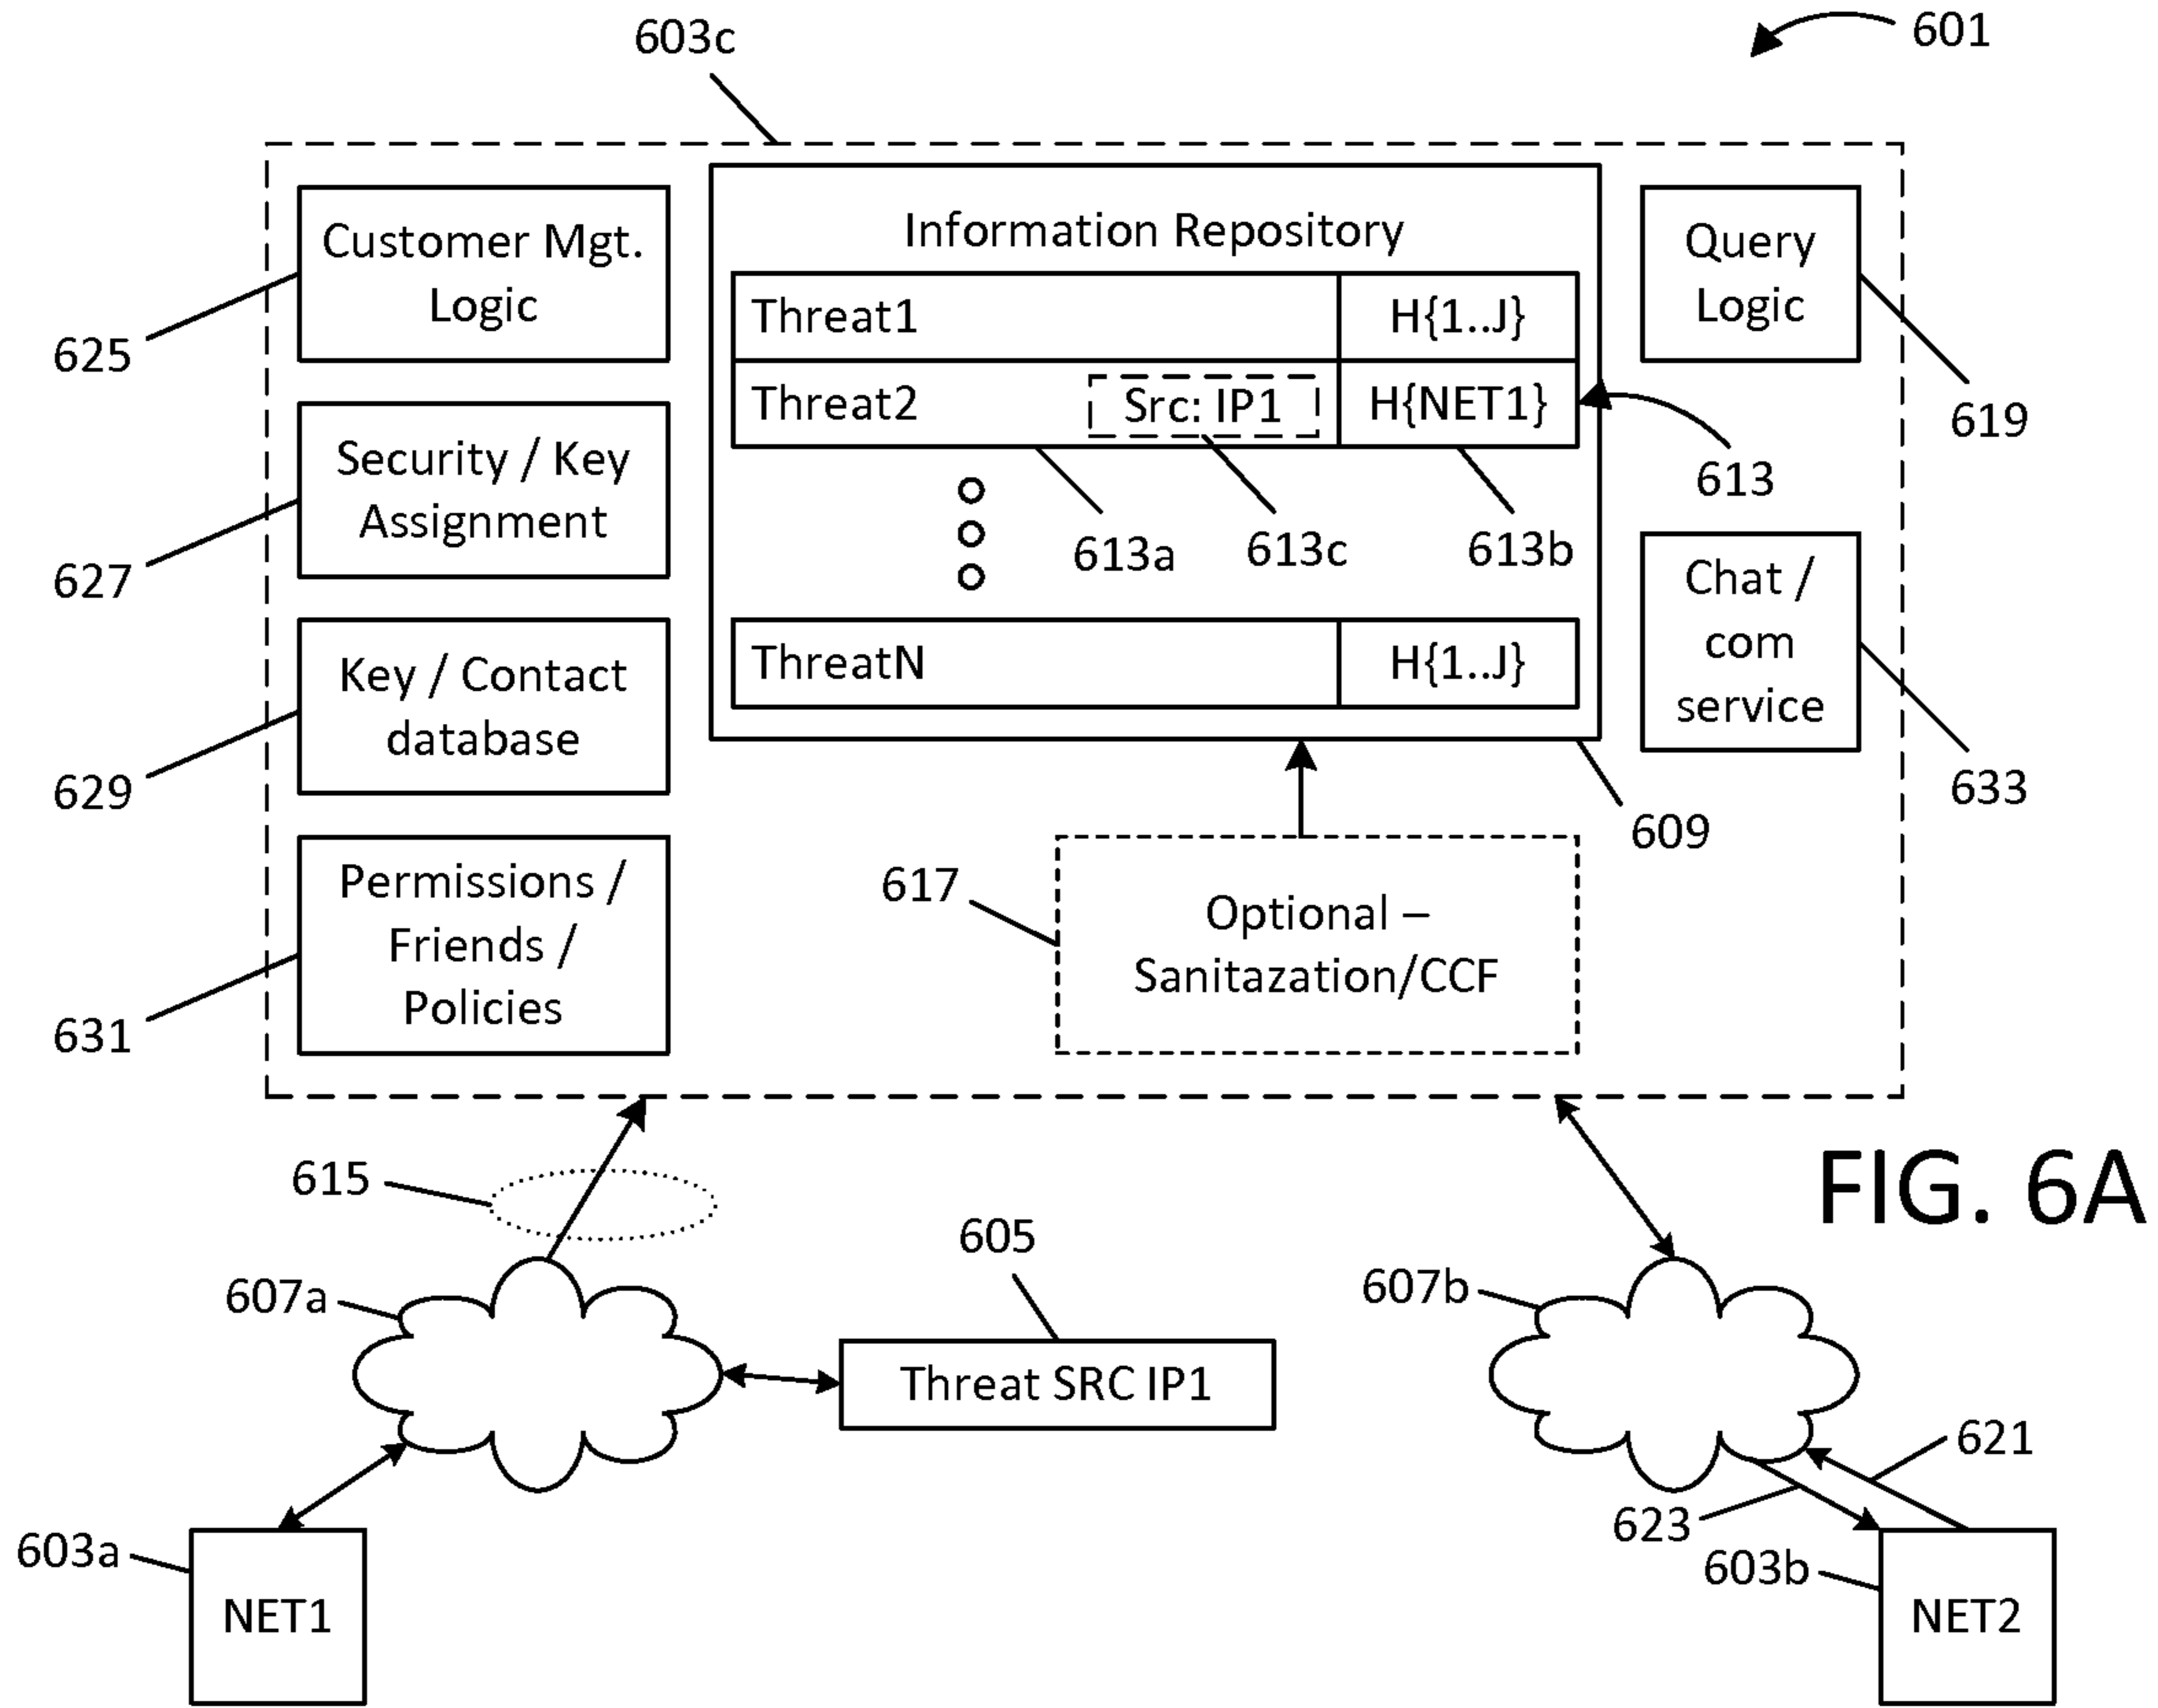 603c
601
Customer Mgt.
Logic
625
Security / Key
Assignment
627
Key / Contact
database
629
Permissions /
Friends /
Policies
631
Information Repository
Threat1
H{1..J}
Threat2
Src: IP1
H{NET1}
613
613a
613c
613b
ThreatN
H{1..J}
609
Query
Logic
619
Chat /
com
service
633
617
Optional –
Sanitazation/CCF
615
607a
605
Threat SRC IP1
603a
NET1
FIG. 6A
607b
621
623
603b
NET2